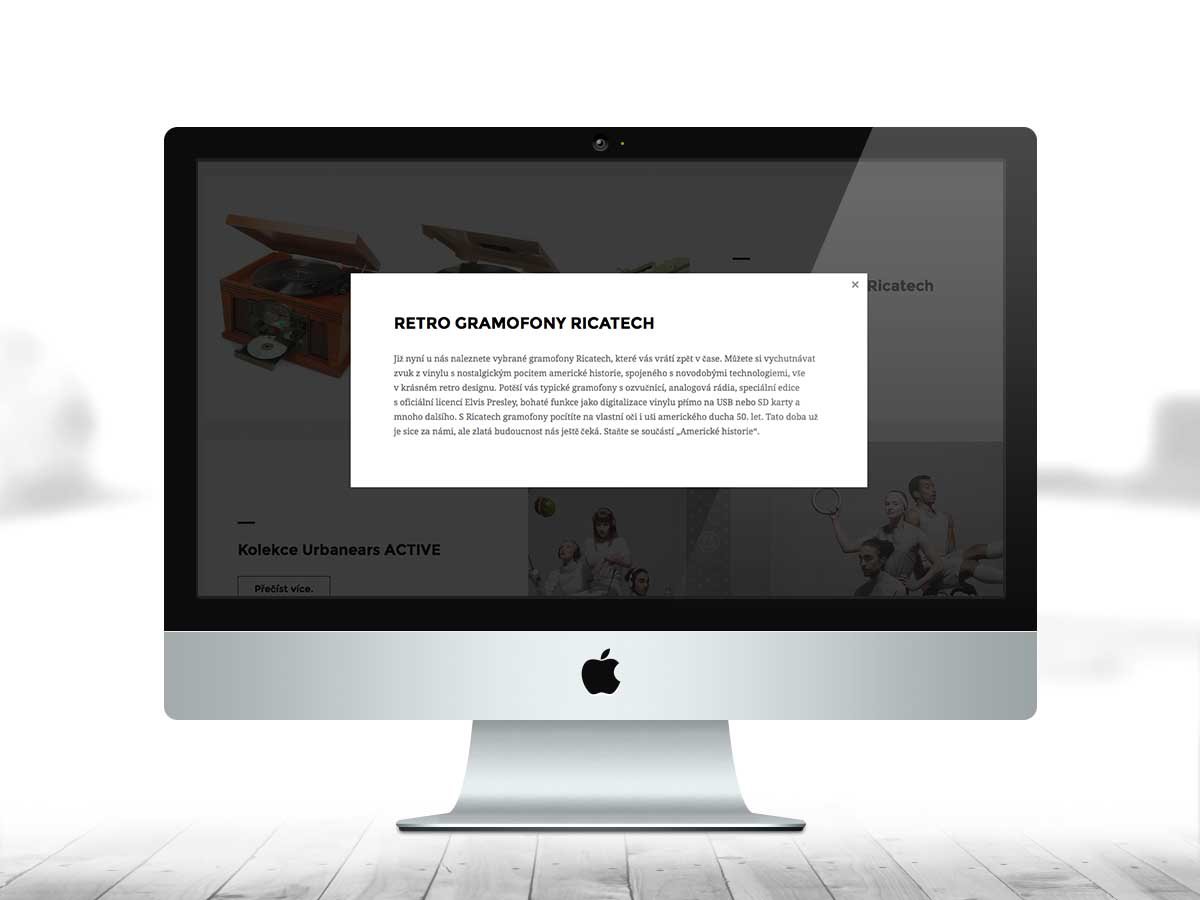 Ricatech
×
RETRO GRAMOFONY RICATECH
Již nyní u nás naleznete vybrané gramofony Ricatech, které vás vrátí zpět v čase. Můžete si vychutnávat
zvuk z vinylu s nostalgickým pocitem americké historie, spojeného s novodobými technologiemi, vše
v krásném retro designu. Potěší vás typické gramofony s ozvučnicí, analogová rádia, speciální edice
s oficiální licencí Elvis Presley, bohaté funkce jako digitalizace vinylu přímo na USB nebo SD karty a
mnoho dalšího. S Ricatech gramofony pocítíte na vlastní oči i uši amerického ducha 50. let. Tato doba už
je sice za námi, ale zlatá budoucnost nás ještě čeká. Staňte se součástí „Americké historie“.
Kolekce Urbanears ACTIVE
Přečíst více.